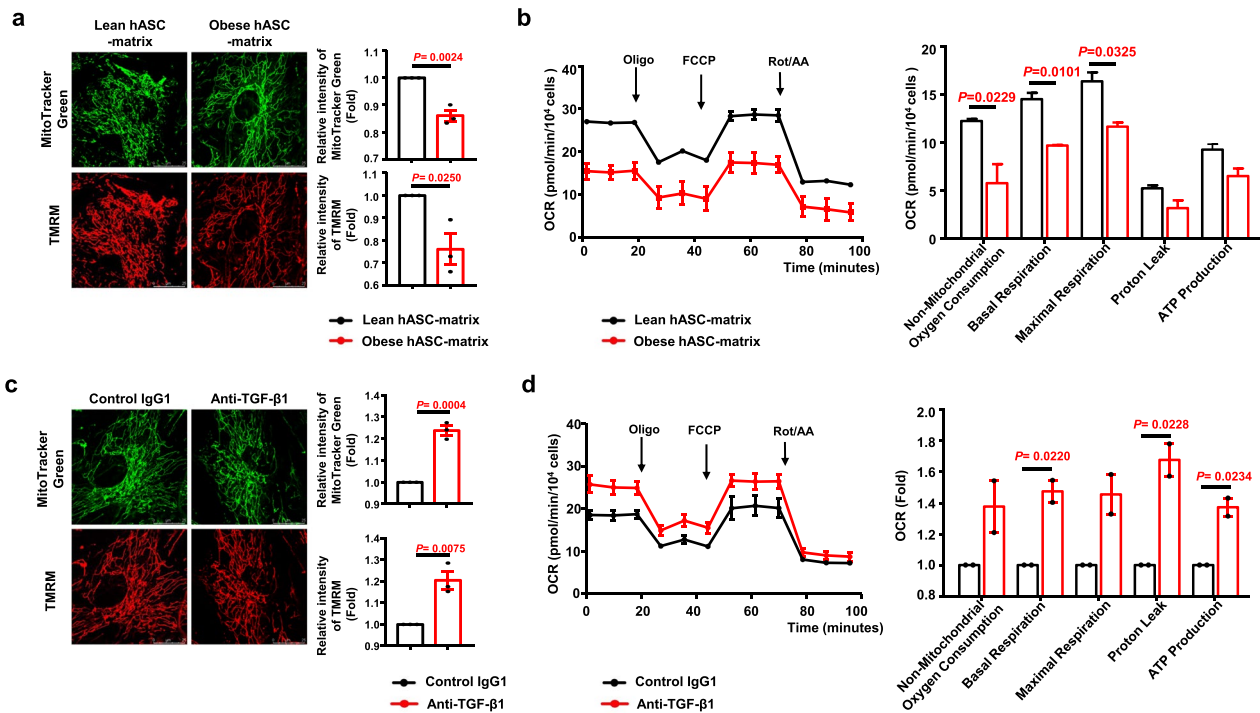 a
Lean hASC
-matrix
Obese hASC
-matrix
MitoTracker
Green
TMRM
Relative intensity of
MitoTracker Green
(Fold)
1.1
1.0
0.9
0.8
0.7
P= 0.0024
Relative intensity
of TMRM
(Fold)
1.1
1.0
0.9
0.8
0.7
0.6
P= 0.0250
Lean hASC-matrix
Obese hASC-matrix
b
OCR (pmol/min/10⁴ cells)
40
30
20
10
0
Oligo
FCCP
Rot/AA
0
20
40
60
80
100
Time (minutes)
Lean hASC-matrix
Obese hASC-matrix
OCR (pmol/min/10⁴ cells)
20
15
10
5
0
P=0.0229
P=0.0101
P=0.0325
Non-Mitochondrial
Oxygen Consumption
Basal Respiration
Maximal Respiration
Proton Leak
ATP Production
c
Control IgG1
Anti-TGF-β1
MitoTracker
Green
TMRM
Relative intensity of
MitoTracker Green
(Fold)
1.4
1.3
1.2
1.1
1.0
0.9
P= 0.0004
Relative intensity
of TMRM
(Fold)
1.4
1.3
1.2
1.1
1.0
0.9
P= 0.0075
Control IgG1
Anti-TGF-β1
d
OCR (pmol/min/10⁴ cells)
40
30
20
10
0
Oligo
FCCP
Rot/AA
0
20
40
60
80
100
Time (minutes)
Control IgG1
Anti-TGF-β1
OCR (Fold)
2.0
1.8
1.6
1.4
1.2
1.0
0.8
P= 0.0220
P= 0.0228
P= 0.0234
Non-Mitochondrial
Oxygen Consumption
Basal Respiration
Maximal Respiration
Proton Leak
ATP Production